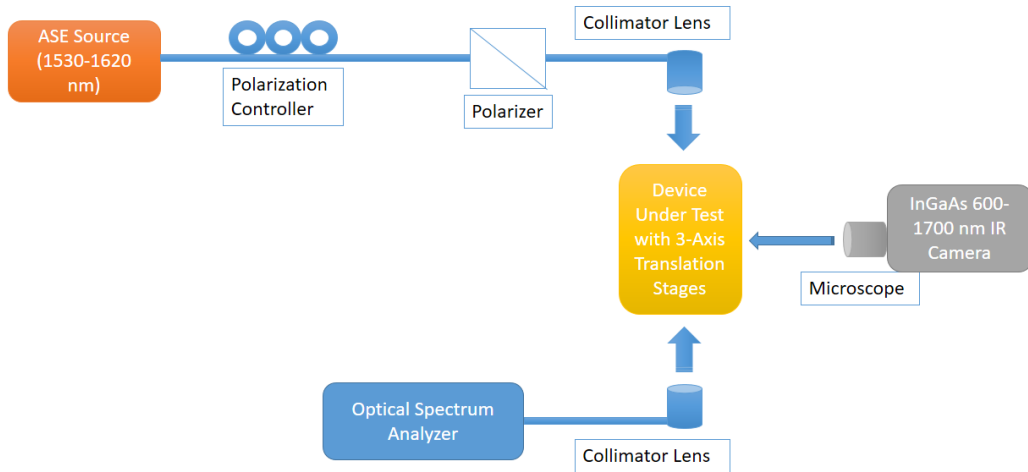 Collimator Lens
ASE Source
(1530-1620
nm)
Polarization
Controller
Polarizer
Device
Under Test
with 3-Axis
Translation
Stages
InGaAs 600-
1700 nm IR
Camera
Microscope
Optical Spectrum
Analyzer
Collimator Lens